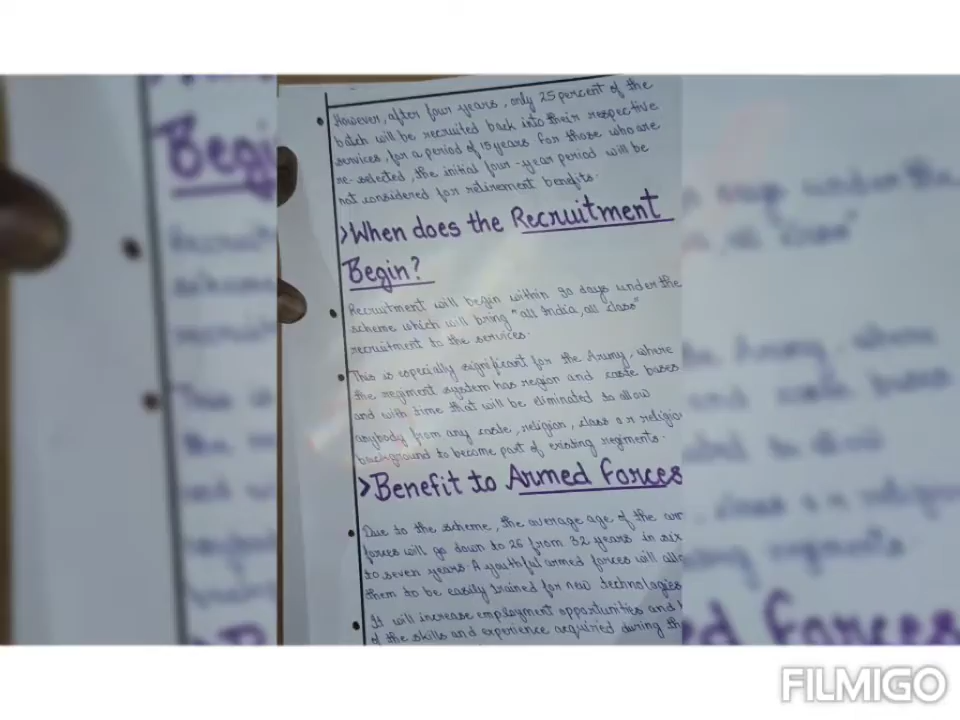 However, after four years, only 25 percent of the
batch will be recruited back into their respective
services, for a period of 15 years. For those who are
re-selected, the initial four-year period will be
not considered for retirement benefits.
>When does the Recruitment
Begin?
Recruitment will begin within 90 days under the
scheme which will bring "all India, all class"
recruitment to the services.
This is especially significant for the Army, where
the regiment system has region and caste bases
and with time that will be eliminated to allow
anybody from any caste, religion, class or religio
background to become part of existing regiments.
>Benefit to Armed Forces
Due to the scheme, the average age of the arm
forces will go down to 26 from 32 years in six
to seven years. A youthful armed forces will allo
them to be easily trained for new technologies
It will increase employment opportunities and
of the skills and experience acquired during th
FILMIGO